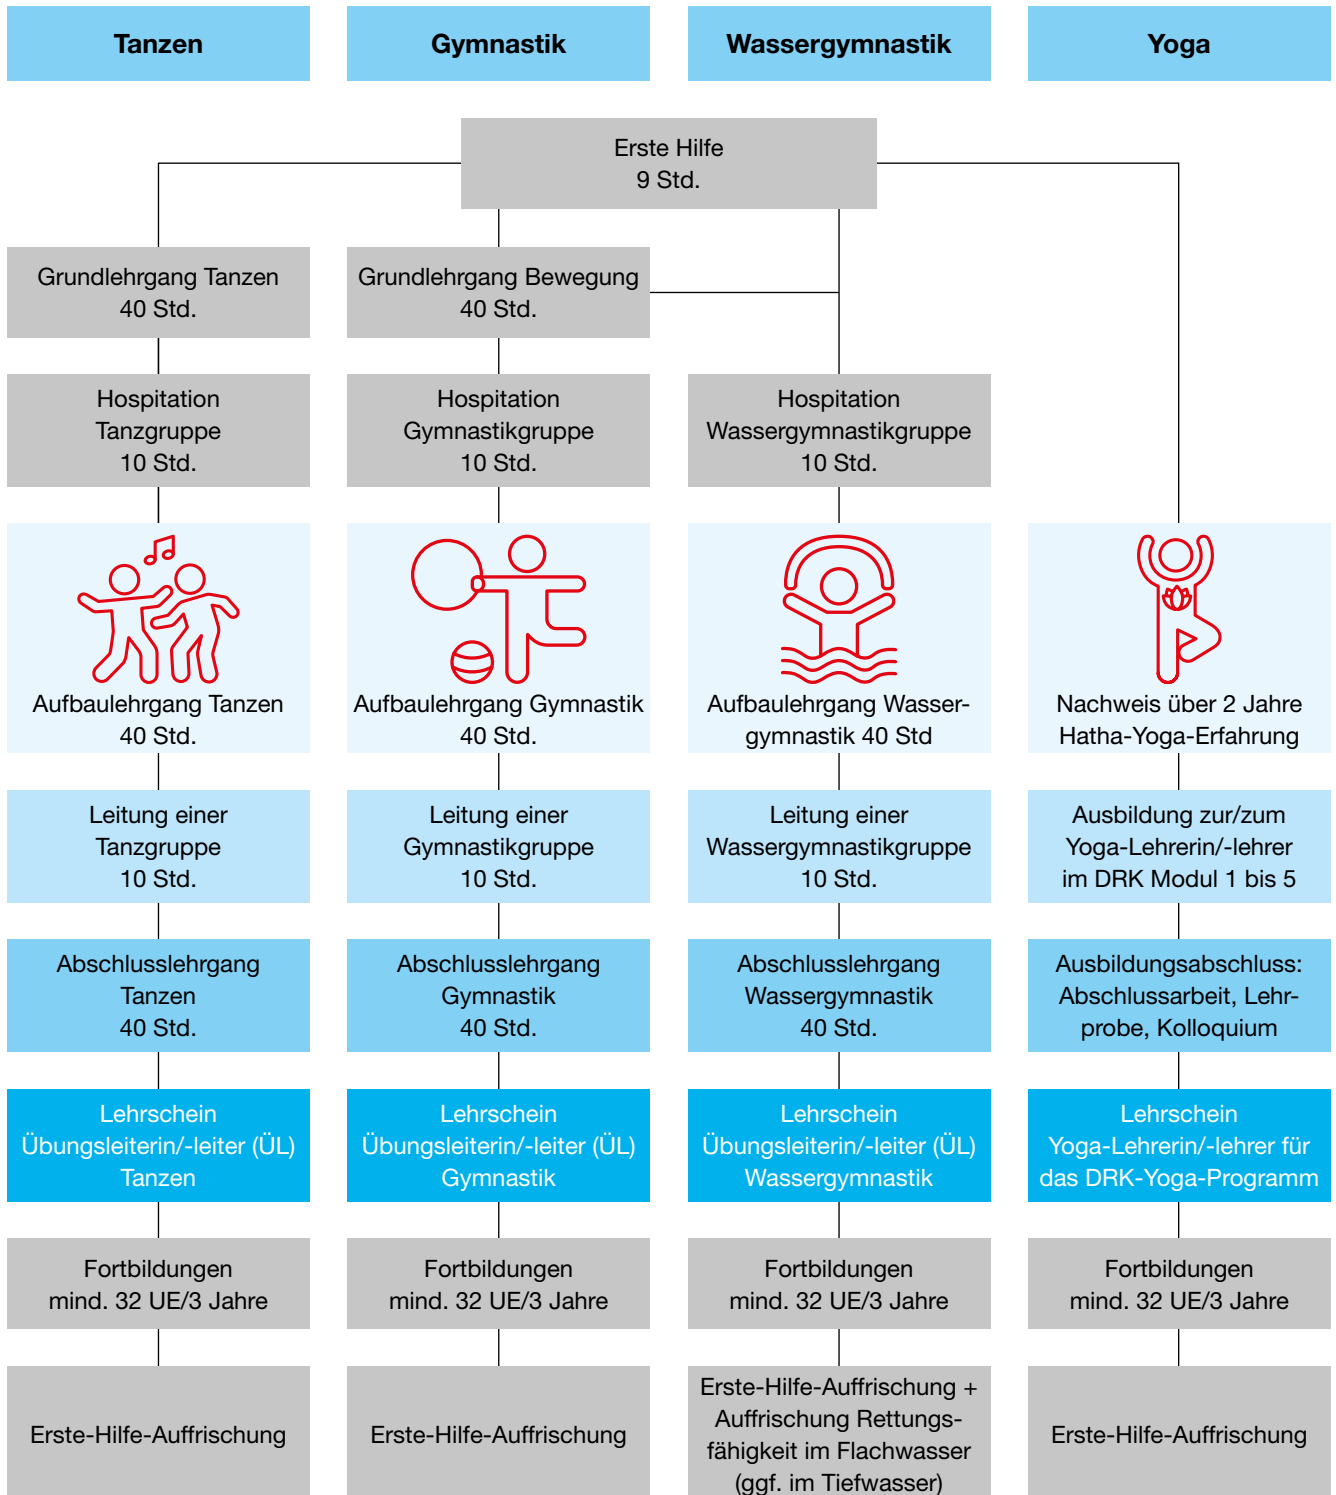 Tanzen
Gymnastik
Wassergymnastik
Yoga
Erste Hilfe
9 Std.
Grundlehrgang Tanzen
40 Std.
Grundlehrgang Bewegung
40 Std.
Hospitation
Tanzgruppe
10 Std.
Hospitation
Gymnastikgruppe
10 Std.
Hospitation
Wassergymnastikgruppe
10 Std.
Aufbaulehrgang Tanzen
40 Std.
Aufbaulehrgang Gymnastik
40 Std.
Aufbaulehrgang Wasser-
gymnastik 40 Std
Nachweis über 2 Jahre
Hatha-Yoga-Erfahrung
Leitung einer
Tanzgruppe
10 Std.
Leitung einer
Gymnastikgruppe
10 Std.
Leitung einer
Wassergymnastikgruppe
10 Std.
Ausbildung zur/zum
Yoga-Lehrerin/-lehrer
im DRK Modul 1 bis 5
Abschlusslehrgang
Tanzen
40 Std.
Abschlusslehrgang
Gymnastik
40 Std.
Abschlusslehrgang
Wassergymnastik
40 Std.
Ausbildungsabschluss:
Abschlussarbeit, Lehr-
probe, Kolloquium
Lehrschein
Übungsleiterin/-leiter (ÜL)
Tanzen
Lehrschein
Übungsleiterin/-leiter (ÜL)
Gymnastik
Lehrschein
Übungsleiterin/-leiter (ÜL)
Wassergymnastik
Lehrschein
Yoga-Lehrerin/-lehrer für
das DRK-Yoga-Programm
Fortbildungen
mind. 32 UE/3 Jahre
Fortbildungen
mind. 32 UE/3 Jahre
Fortbildungen
mind. 32 UE/3 Jahre
Fortbildungen
mind. 32 UE/3 Jahre
Erste-Hilfe-Auffrischung
Erste-Hilfe-Auffrischung
Erste-Hilfe-Auffrischung +
Auffrischung Rettungs-
fähigkeit im Flachwasser
(ggf. im Tiefwasser)
Erste-Hilfe-Auffrischung